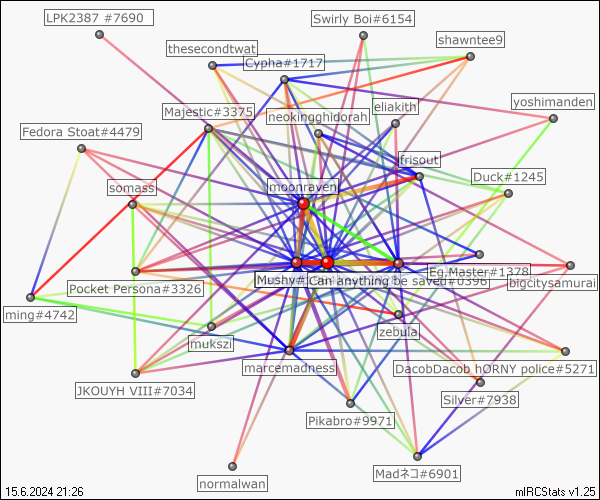 LPK2387 #7690
Swirly Boi#6154
thesecondtwat
shawntee9
Cypha#1717
eliakith
yoshimanden
Majestic#3375
neokingghidorah
Fedora Stoat#4479
frisout
Duck#1245
somass
moonraven
Mushy#
Can anything be saved#0396
Eg.Master#1378
bigcitysamurai
Pocket Persona#3326
ming#4742
mukszi
zebula
marcemadness
DacobDacob hORNY police#5271
JKOUYH VIII#7034
Silver#7938
Pikabro#9971
Madネコ#6901
normalwan
15.6.2024 21:26
mIRCStats v1.25